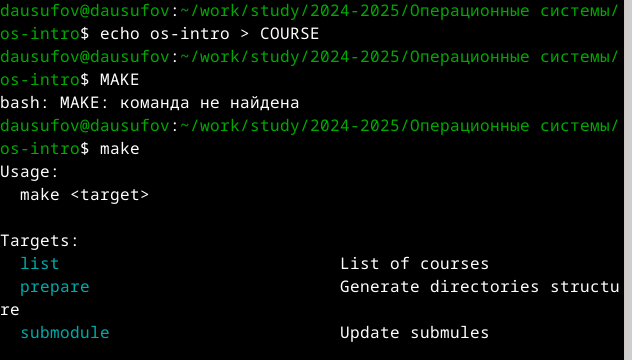 dausufov@dausufov:~/work/study/2024-2025/Операционные системы/
os-intro$ echo os-intro > COURSE
dausufov@dausufov:~/work/study/2024-2025/Операционные системы/
os-intro$ MAKE
bash: MAKE: команда не найдена
dausufov@dausufov:~/work/study/2024-2025/Операционные системы/
os-intro$ make
Usage:
  make <target>

Targets:
  list                            List of courses
  prepare                         Generate directories structu
re
  submodule                       Update submules